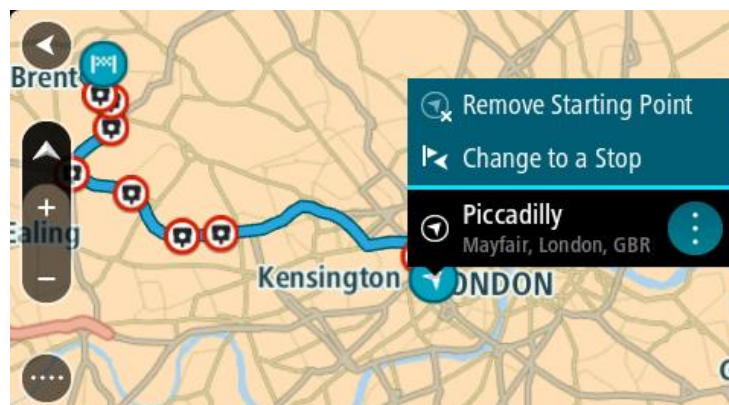 Brent
Remove Starting Point
Change to a Stop
Piccadilly
Mayfair, London, GBR
+
Ealing
−
Kensington
ONDON